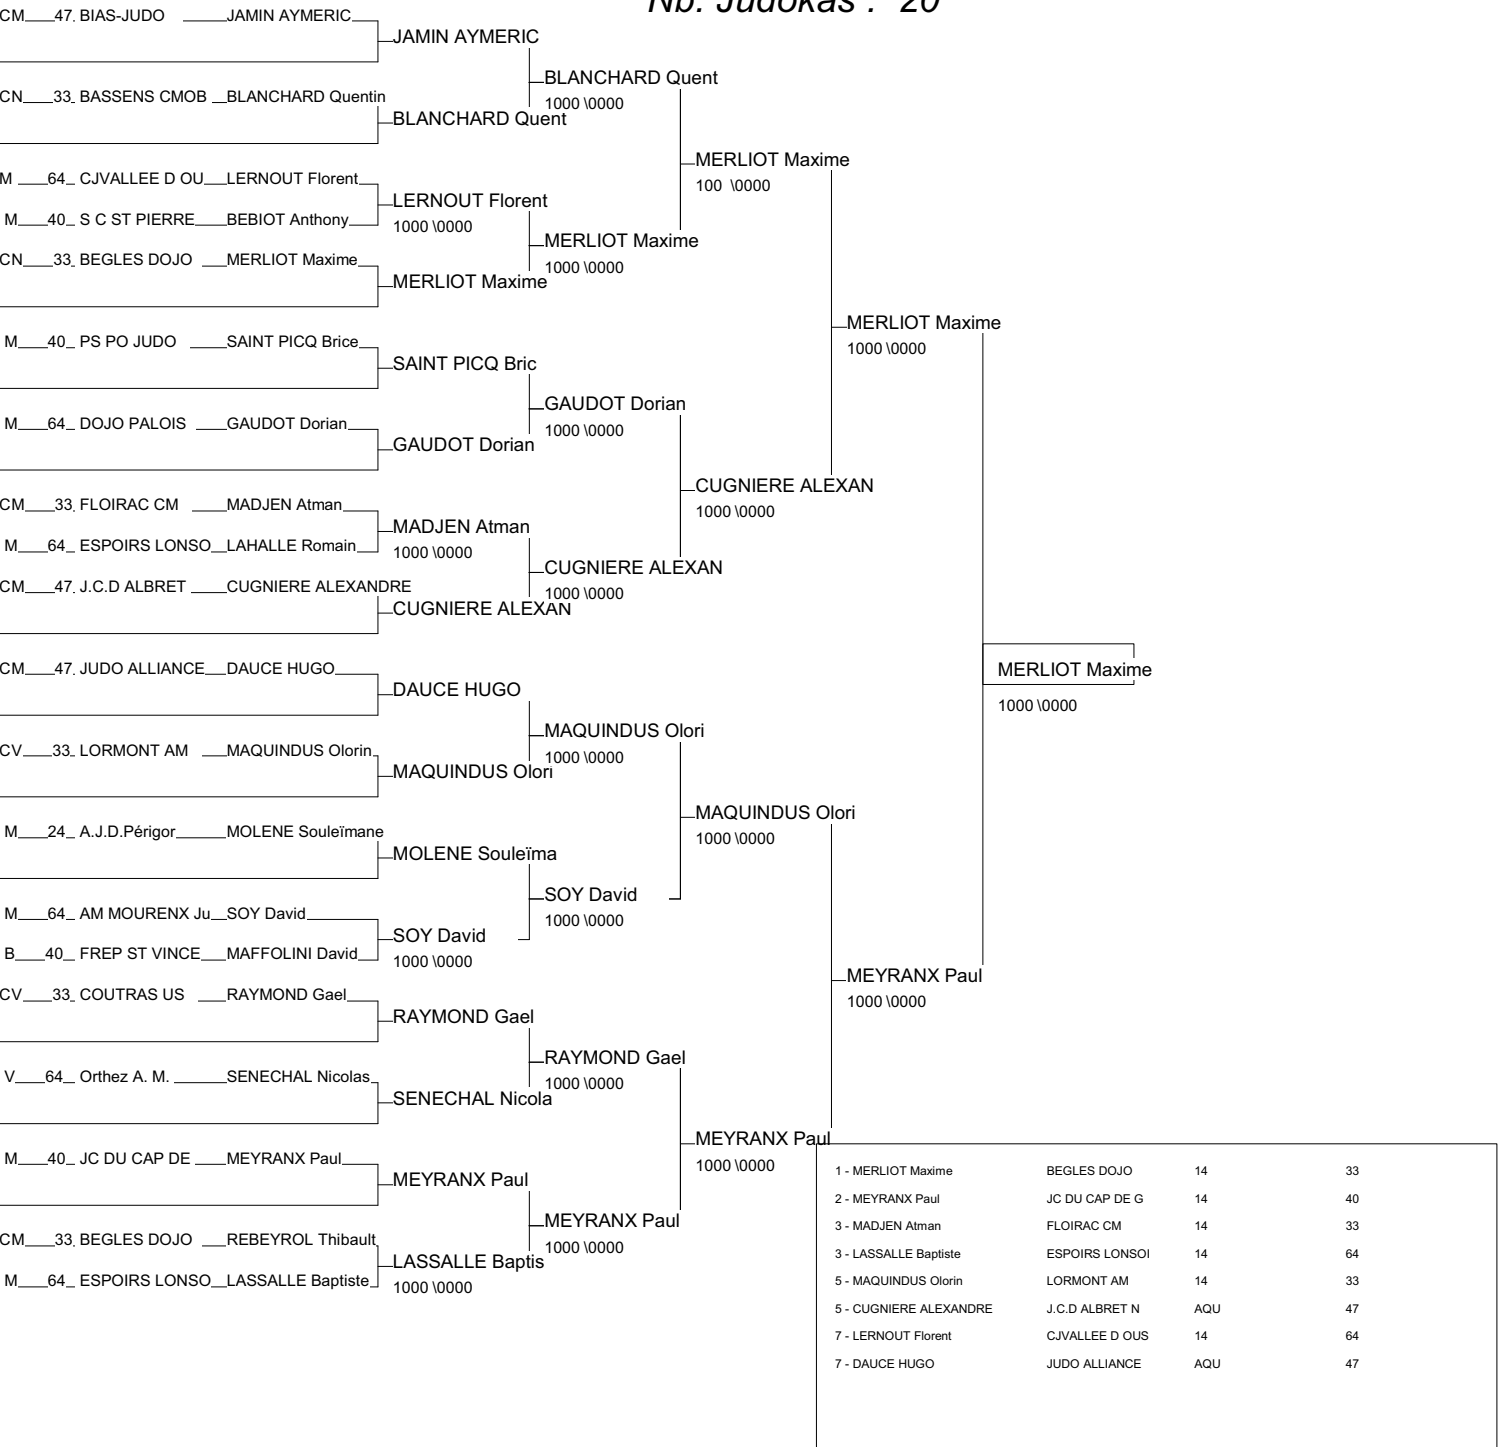 Nb. Judokas : 20
CM 47 BIAS-JUDO JAMIN AYMERIC
JAMIN AYMERIC
BLANCHARD Quent
1000 \0000
CN 33 BASSENS CMOB BLANCHARD Quentin
BLANCHARD Quent
MERLIOT Maxime
100 \0000
M 64 CJVALLEE D OU LERNOUT Florent
LERNOUT Florent
1000 \0000
M 40 S C ST PIERRE BEBIOT Anthony
MERLIOT Maxime
1000 \0000
CN 33 BEGLES DOJO MERLIOT Maxime
MERLIOT Maxime
MERLIOT Maxime
1000 \0000
M 40 PS PO JUDO SAINT PICQ Brice
SAINT PICQ Bric
GAUDOT Dorian
1000 \0000
M 64 DOJO PALOIS GAUDOT Dorian
GAUDOT Dorian
CUGNIERE ALEXAN
1000 \0000
CM 33 FLOIRAC CM MADJEN Atman
MADJEN Atman
1000 \0000
M 64 ESPOIRS LONSO LAHALLE Romain
CUGNIERE ALEXAN
1000 \0000
CM 47 J.C.D ALBRET CUGNIERE ALEXANDRE
CUGNIERE ALEXAN
MERLIOT Maxime
1000 \0000
CM 47 JUDO ALLIANCE DAUCE HUGO
DAUCE HUGO
MAQUINDUS Olori
1000 \0000
CV 33 LORMONT AM MAQUINDUS Olorin
MAQUINDUS Olori
MAQUINDUS Olori
1000 \0000
M 24 A.J.D.Périgor MOLENE Souleïmane
MOLENE Souleïma
SOY David
1000 \0000
M 64 AM MOURENX Ju SOY David
SOY David
1000 \0000
B 40 FREP ST VINCE MAFFOLINI David
MEYRANX Paul
1000 \0000
CV 33 COUTRAS US RAYMOND Gael
RAYMOND Gael
RAYMOND Gael
1000 \0000
V 64 Orthez A. M. SENECHAL Nicolas
SENECHAL Nicola
MEYRANX Paul
1000 \0000
M 40 JC DU CAP DE MEYRANX Paul
MEYRANX Paul
MEYRANX Paul
1000 \0000
CM 33 BEGLES DOJO REBEYROL Thibault
LASSALLE Baptis
1000 \0000
M 64 ESPOIRS LONSO LASSALLE Baptiste
1 - MERLIOT Maxime BEGLES DOJO 14 33
2 - MEYRANX Paul JC DU CAP DE G 14 40
3 - MADJEN Atman FLOIRAC CM 14 33
3 - LASSALLE Baptiste ESPOIRS LONSOI 14 64
5 - MAQUINDUS Olorin LORMONT AM 14 33
5 - CUGNIERE ALEXANDRE J.C.D ALBRET N AQU 47
7 - LERNOUT Florent CJVALLEE D OUS 14 64
7 - DAUCE HUGO JUDO ALLIANCE AQU 47